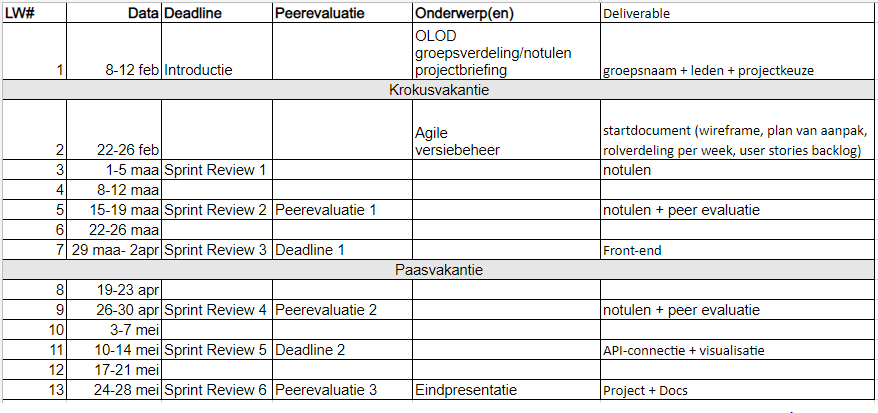 LW# Data Deadline Peerevaluatie Onderwerp(en) Deliverable
OLOD
groepsverdeling/notulen
1 8-12 feb Introductie projectbriefing groepsnaam + leden + projectkeuze
Krokusvakantie
Agile startdocument (wireframe, plan van aanpak,
2 22-26 feb versiebeheer rolverdeling per week, user stories backlog)
3 1-5 maa Sprint Review 1 notulen
4 8-12 maa
5 15-19 maa Sprint Review 2 Peerevaluatie 1 notulen + peer evaluatie
6 22-26 maa
7 29 maa- 2apr Sprint Review 3 Deadline 1 Front-end
Paasvakantie
8 19-23 apr
9 26-30 apr Sprint Review 4 Peerevaluatie 2 notulen + peer evaluatie
10 3-7 mei
11 10-14 mei Sprint Review 5 Deadline 2 API-connectie + visualisatie
12 17-21 mei
13 24-28 mei Sprint Review 6 Peerevaluatie 3 Eindpresentatie Project + Docs